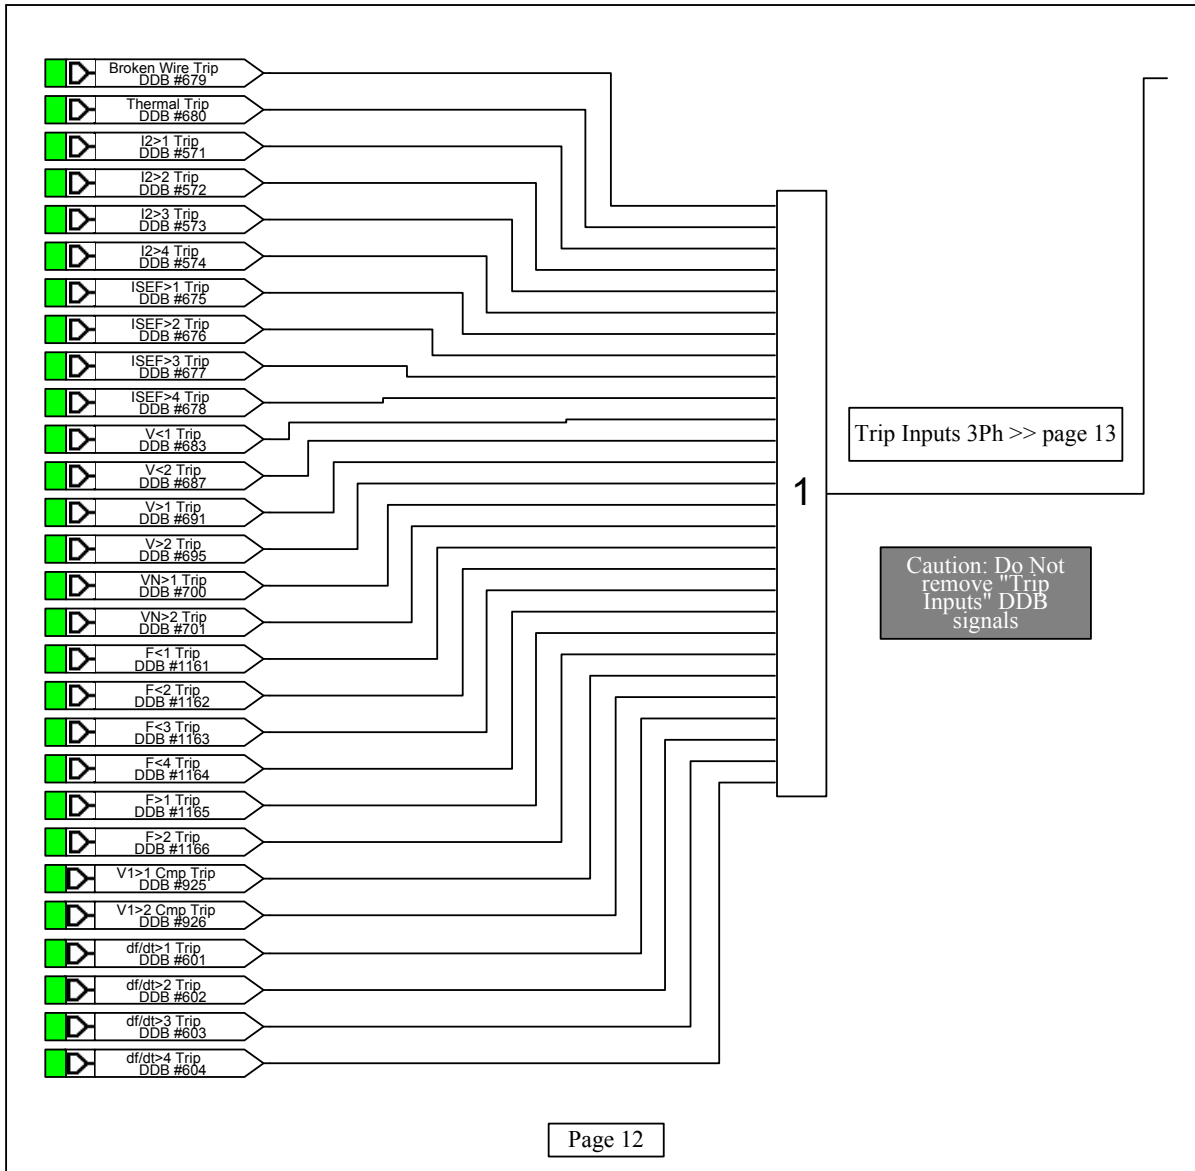 Broken Wire Trip
DDB #679
Thermal Trip
DDB #680
I2>1 Trip
DDB #571
I2>2 Trip
DDB #572
I2>3 Trip
DDB #573
I2>4 Trip
DDB #574
ISEF>1 Trip
DDB #675
ISEF>2 Trip
DDB #676
ISEF>3 Trip
DDB #677
ISEF>4 Trip
DDB #678
V<1 Trip
DDB #683
V<2 Trip
DDB #687
V>1 Trip
DDB #691
V>2 Trip
DDB #695
VN>1 Trip
DDB #700
VN>2 Trip
DDB #701
F<1 Trip
DDB #1161
F<2 Trip
DDB #1162
F<3 Trip
DDB #1163
F<4 Trip
DDB #1164
F>1 Trip
DDB #1165
F>2 Trip
DDB #1166
V1>1 Cmp Trip
DDB #925
V1>2 Cmp Trip
DDB #926
df/dt>1 Trip
DDB #601
df/dt>2 Trip
DDB #602
df/dt>3 Trip
DDB #603
df/dt>4 Trip
DDB #604
1
Trip Inputs 3Ph >> page 13
Caution: Do Not
remove "Trip
Inputs" DDB
signals
Page 12